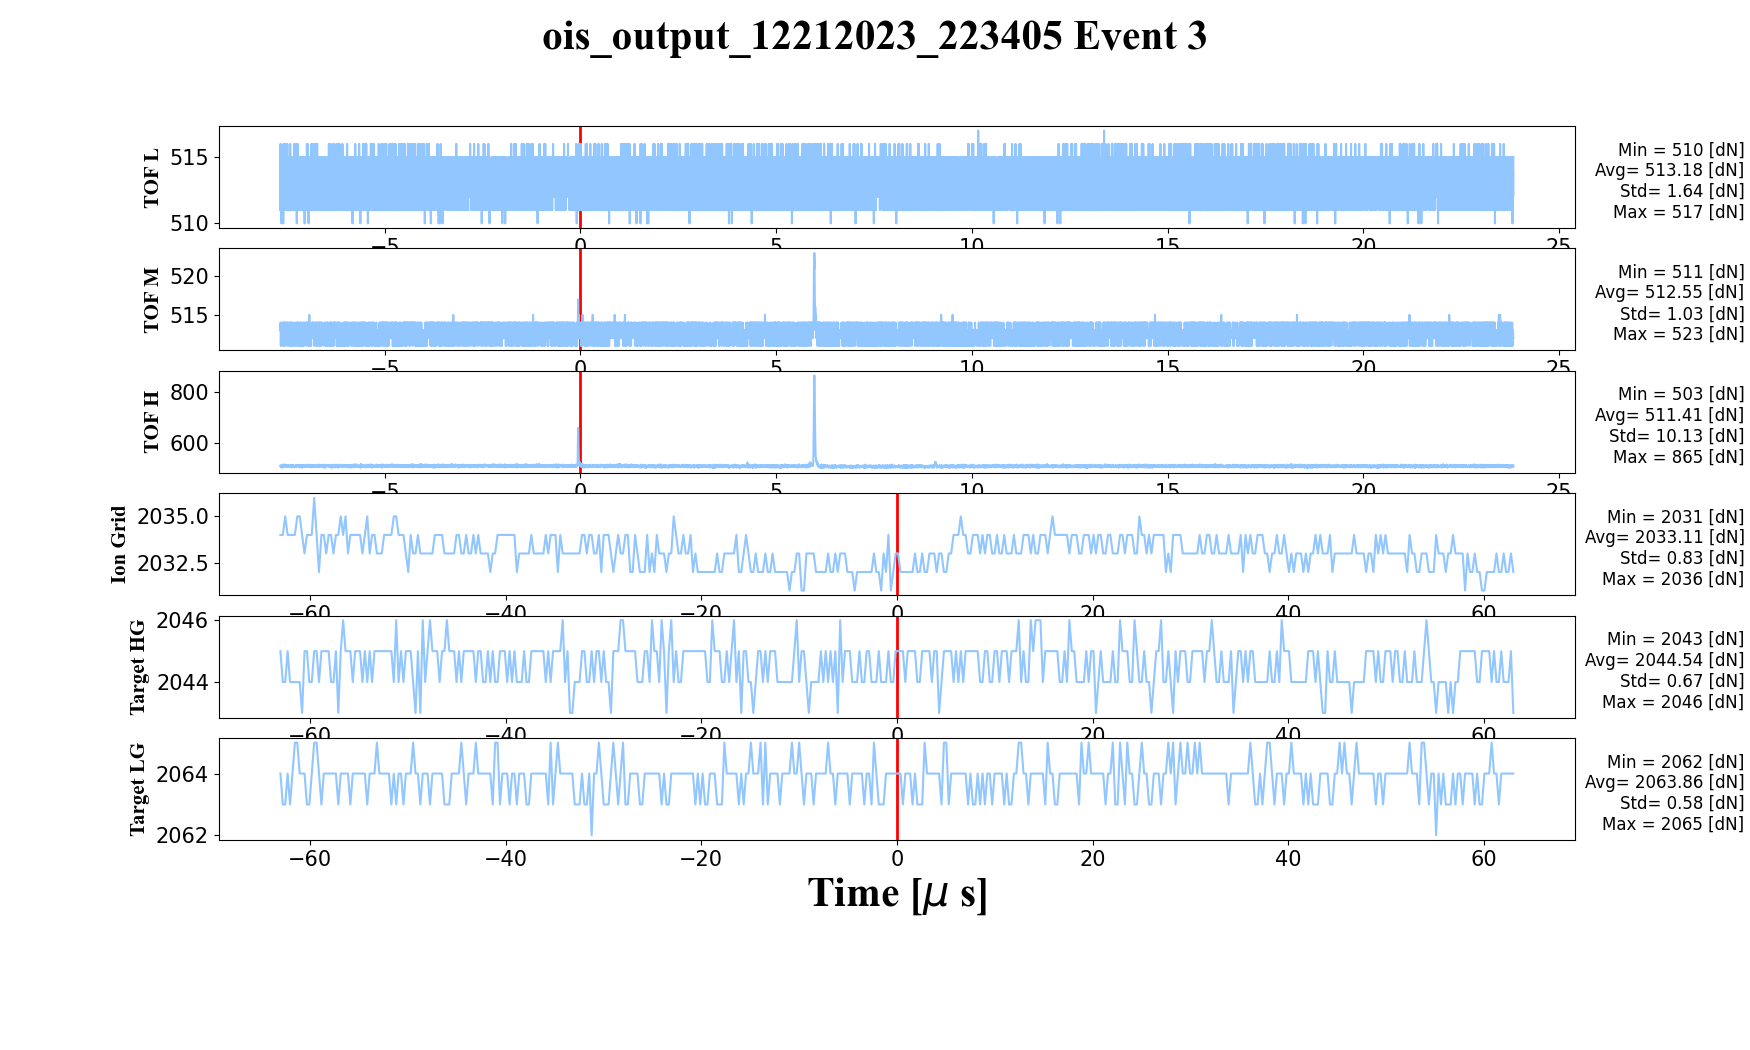 ois_output_12212023_223405 Event 3
TOF L
515
510
−5 0 5 10 15 20 25
Min = 510 [dN]
Avg= 513.18 [dN]
Std= 1.64 [dN]
Max = 517 [dN]
TOF M
520
515
−5 0 5 10 15 20 25
Min = 511 [dN]
Avg= 512.55 [dN]
Std= 1.03 [dN]
Max = 523 [dN]
TOF H
800
600
−5 0 5 10 15 20 25
Min = 503 [dN]
Avg= 511.41 [dN]
Std= 10.13 [dN]
Max = 865 [dN]
Ion Grid
2035.0
2032.5
−60 −40 −20 0 20 40 60
Min = 2031 [dN]
Avg= 2033.11 [dN]
Std= 0.83 [dN]
Max = 2036 [dN]
Target HG
2046
2044
−60 −40 −20 0 20 40 60
Min = 2043 [dN]
Avg= 2044.54 [dN]
Std= 0.67 [dN]
Max = 2046 [dN]
Target LG
2064
2062
−60 −40 −20 0 20 40 60
Min = 2062 [dN]
Avg= 2063.86 [dN]
Std= 0.58 [dN]
Max = 2065 [dN]
Time [μ s]